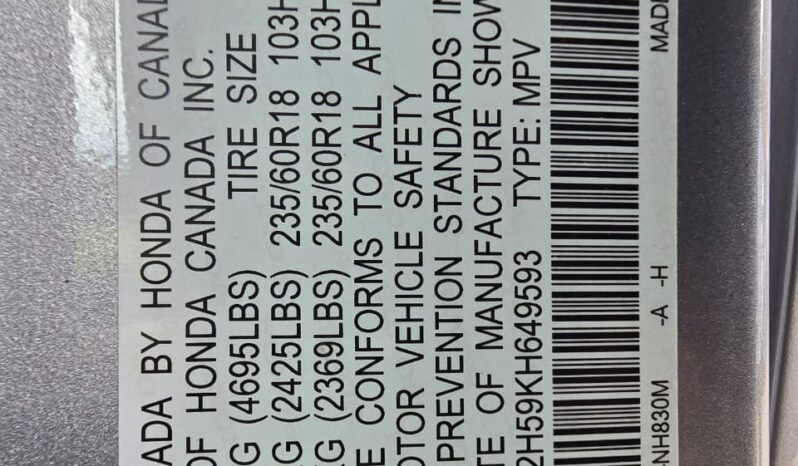 ADA BY HONDA OF CANAD
OF HONDA CANADA INC.
G (4695LBS) TIRE SIZE
G (2425LBS) 235/60R18 103H
G (2369LBS) 235/60R18 103H
E CONFORMS TO ALL APPL
OTOR VEHICLE SAFETY
PREVENTION STANDARDS IN
TE OF MANUFACTURE SHOW
2H59KH649593 TYPE: MPV
NH830M -A -H MADE